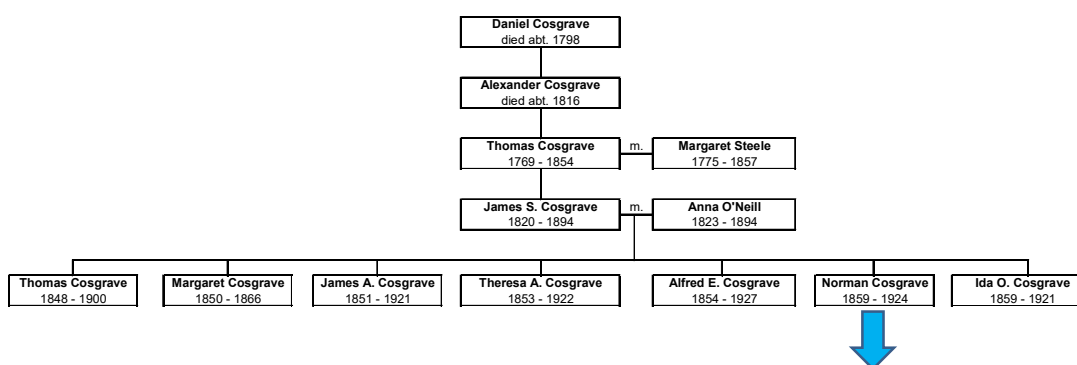 Daniel Cosgrave
died abt. 1798
Alexander Cosgrave
died abt. 1816
Thomas Cosgrave m. Margaret Steele
1769 - 1854 1775 - 1857
James S. Cosgrave m. Anna O'Neill
1820 - 1894 1823 - 1894
Thomas Cosgrave Margaret Cosgrave James A. Cosgrave Theresa A. Cosgrave Alfred E. Cosgrave Norman Cosgrave Ida O. Cosgrave
1848 - 1900 1850 - 1866 1851 - 1921 1853 - 1922 1854 - 1927 1859 - 1924 1859 - 1921